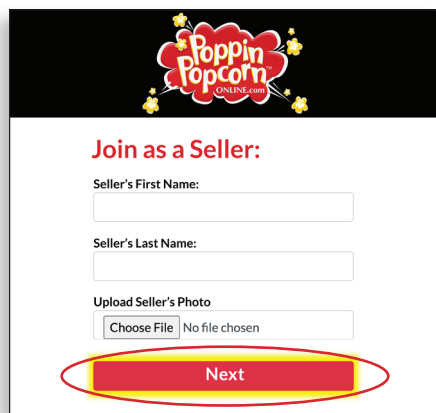 Poppin
Popcorn™
ONLINE.com
Join as a Seller:
Seller's First Name:
Seller's Last Name:
Upload Seller's Photo
Choose File No file chosen
Next